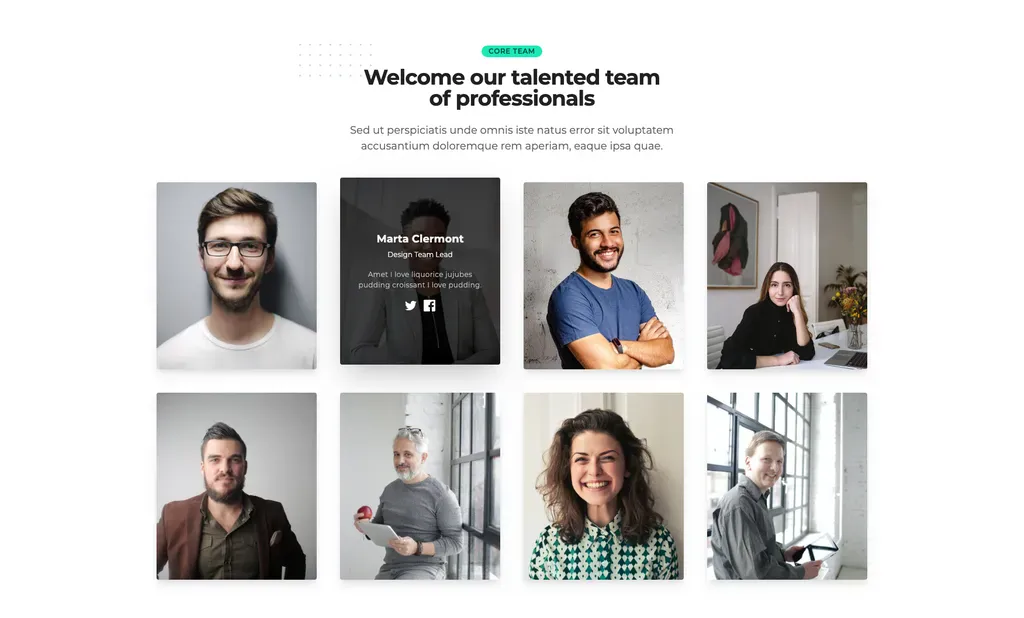 CORE TEAM
Welcome our talented team
of professionals
Sed ut perspiciatis unde omnis iste natus error sit voluptatem
accusantium doloremque rem aperiam, eaque ipsa quae.
Marta Clermont
Design Team Lead
Amet I love liquorice jujubes
pudding croissant I love pudding.